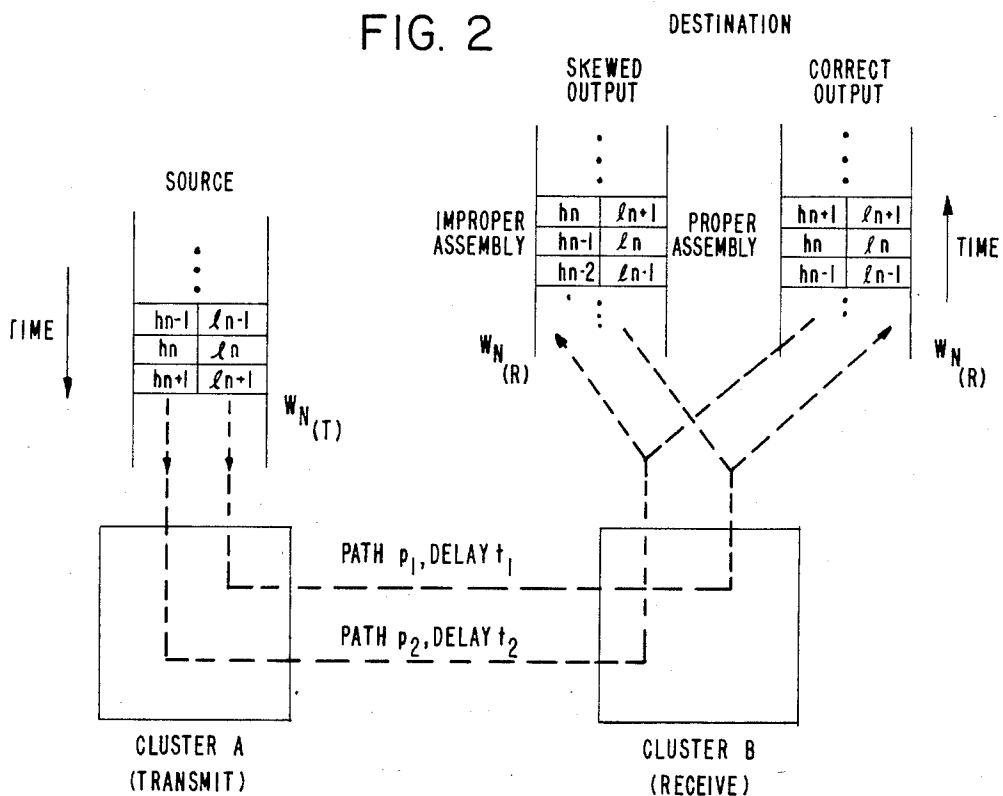 FIG. 2
DESTINATION
SKEWED
OUTPUT
CORRECT
OUTPUT
SOURCE
IMPROPER
ASSEMBLY
hn ℓn+1
hn-1 ℓn
hn-2 ℓn-1
PROPER
ASSEMBLY
hn+1 ℓn+1
hn ℓn
hn-1 ℓn-1
TIME
TIME
hn-1 ℓn-1
hn ℓn
hn+1 ℓn+1
WN(T)
WN(R)
WN(R)
PATH p1, DELAY t1
PATH p2, DELAY t2
CLUSTER A
(TRANSMIT)
CLUSTER B
(RECEIVE)